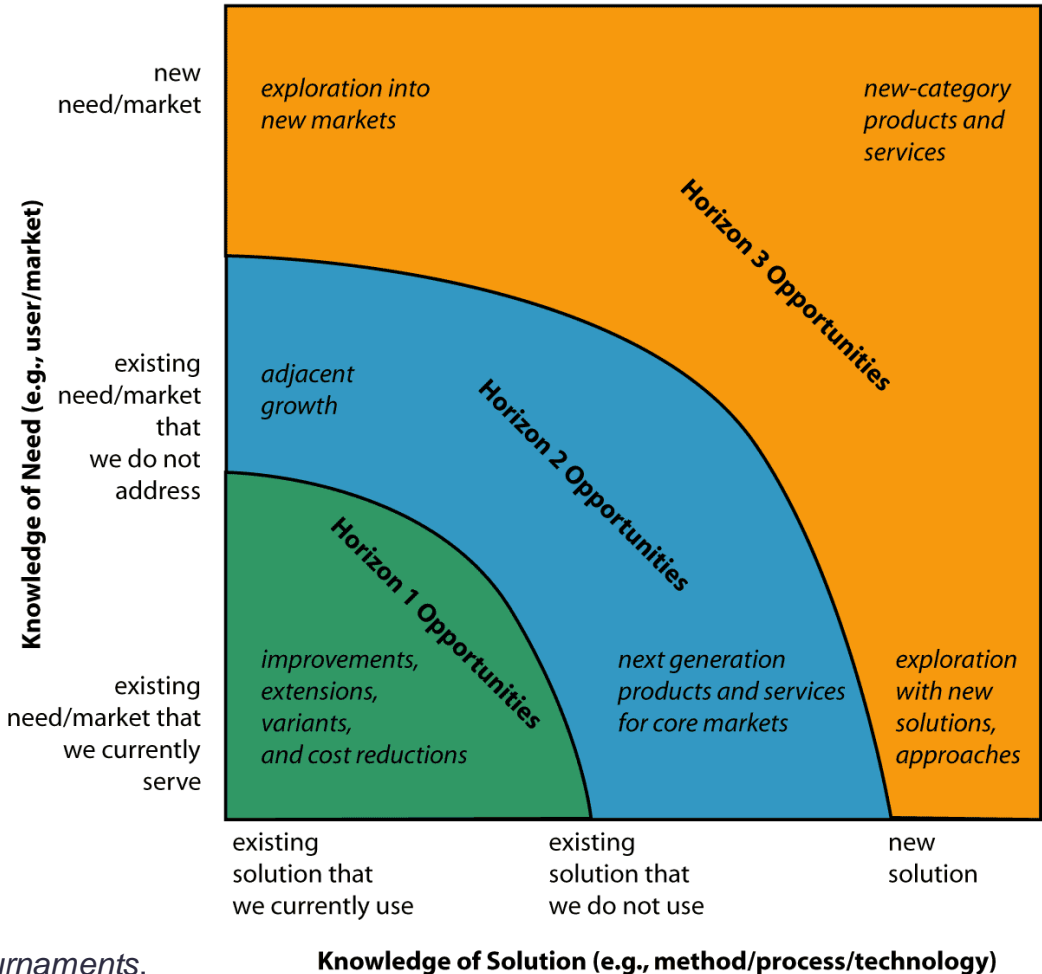 new
need/market
exploration into
new markets
new-category
products and
services
Horizon 3 Opportunities
Knowledge of Need (e.g., user/market)
existing
need/market
that
we do not
address
adjacent
growth
Horizon 2 Opportunities
Horizon 1 Opportunities
existing
need/market that
we currently
serve
improvements,
extensions,
variants,
and cost reductions
next generation
products and services
for core markets
exploration
with new
solutions,
approaches
existing
solution that
we currently use
existing
solution that
we do not use
new
solution
Knowledge of Solution (e.g., method/process/technology)
urnaments.